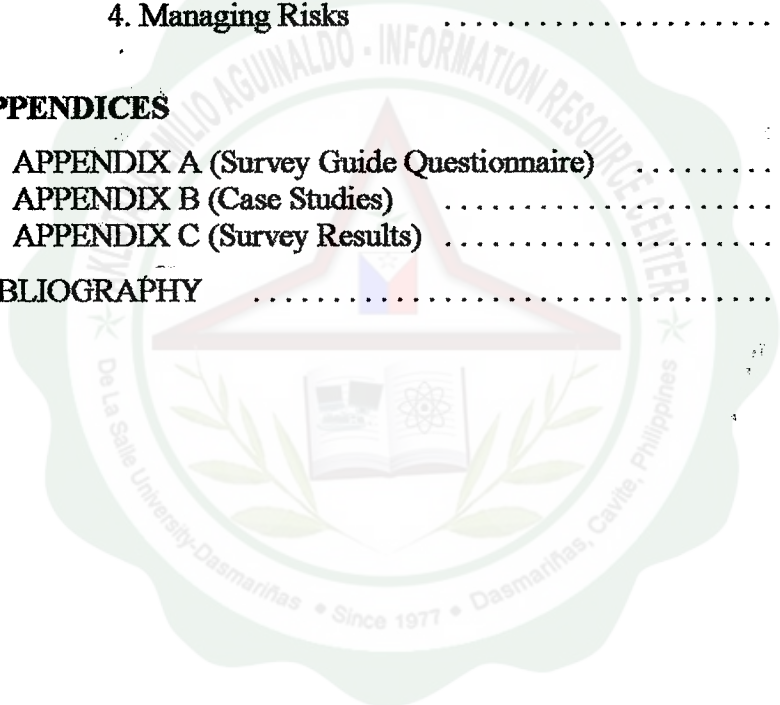 4. Managing Risks ......................
PPENDICES
APPENDIX A (Survey Guide Questionnaire) .........
APPENDIX B (Case Studies) ......................
APPENDIX C (Survey Results) ......................
BLIOGRAPHY ...................................
AGUINALDO - INFORMATION RESOURCE CENTER
De La Salle University-Dasmariñas • Since 1977 • Dasmariñas, Cavite, Philippines